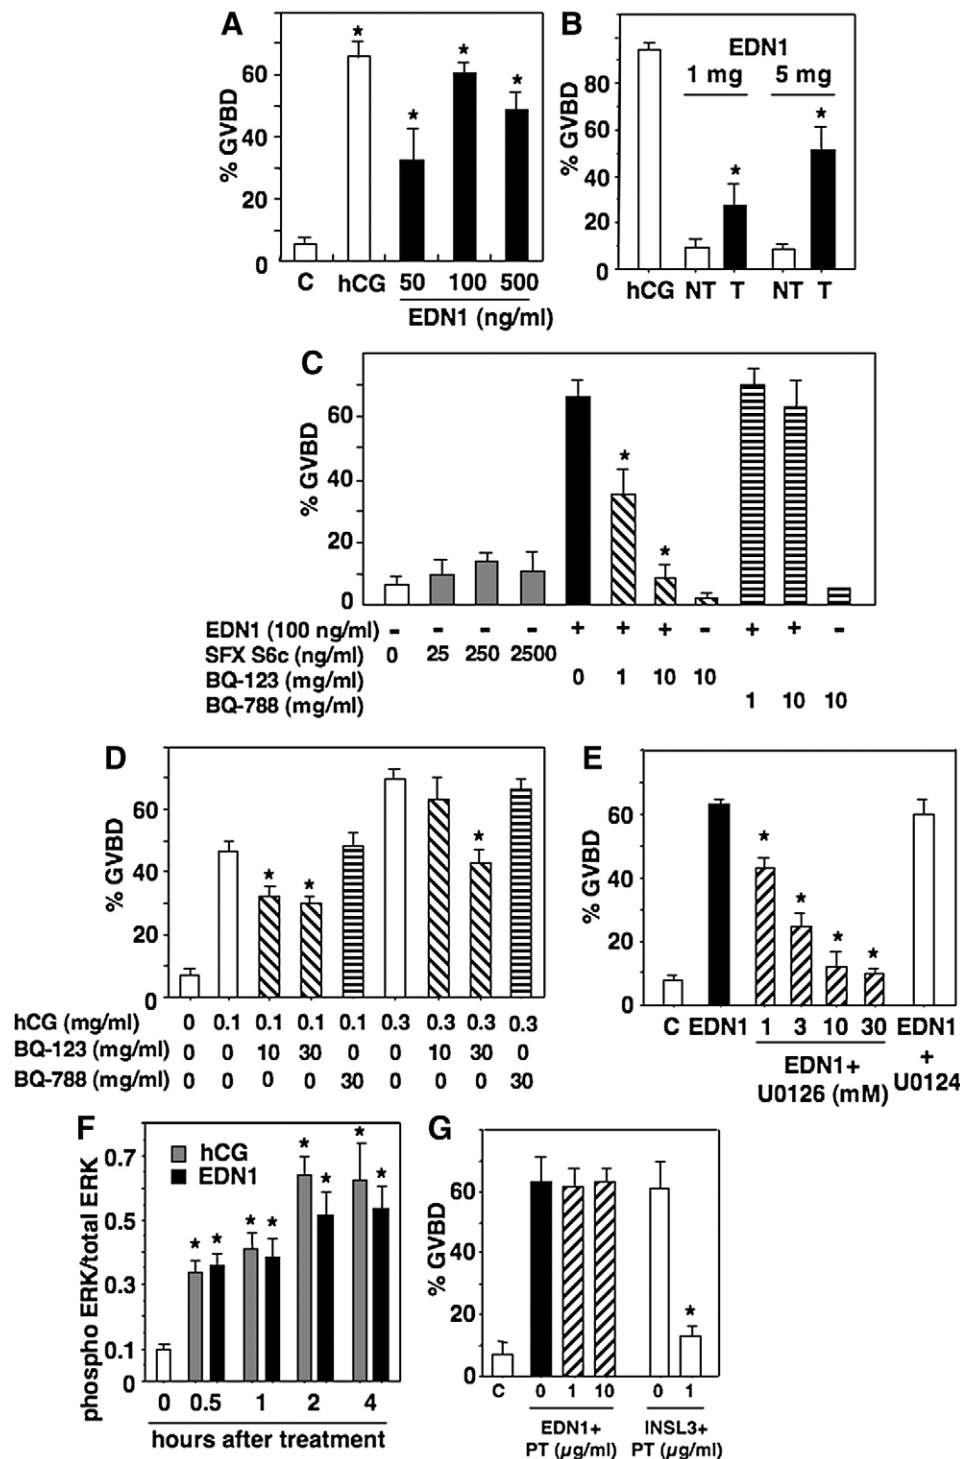 A
% GVBD
60
40
20
0
* * * *
C hCG 50 100 500
EDN1 (ng/ml)
B
% GVBD
80
60
40
20
0
EDN1
1 mg 5 mg
* *
hCG NT T NT T
C
% GVBD
60
40
20
0
* *
EDN1 (100 ng/ml) - - - - + + + - + + -
SFX S6c (ng/ml) 0 25 250 2500
BQ-123 (mg/ml) 0 1 10 10
BQ-788 (mg/ml) 1 10 10
D
% GVBD
60
40
20
0
* * *
hCG (mg/ml) 0 0.1 0.1 0.1 0.1 0.3 0.3 0.3 0.3
BQ-123 (mg/ml) 0 0 10 30 0 0 10 30 0
BQ-788 (mg/ml) 0 0 0 0 30 0 0 0 30
E
% GVBD
60
40
20
0
* * * *
C EDN1 1 3 10 30 EDN1
EDN1+ +
U0126 (mM) U0124
F
phospho ERK/total ERK
0.7
0.5
0.3
0.1
0
hCG
EDN1
* * * * * * * *
0 0.5 1 2 4
hours after treatment
G
% GVBD
60
40
20
0
*
C 0 1 10 0 1
EDN1+ INSL3+
PT (µg/ml) PT (µg/ml)